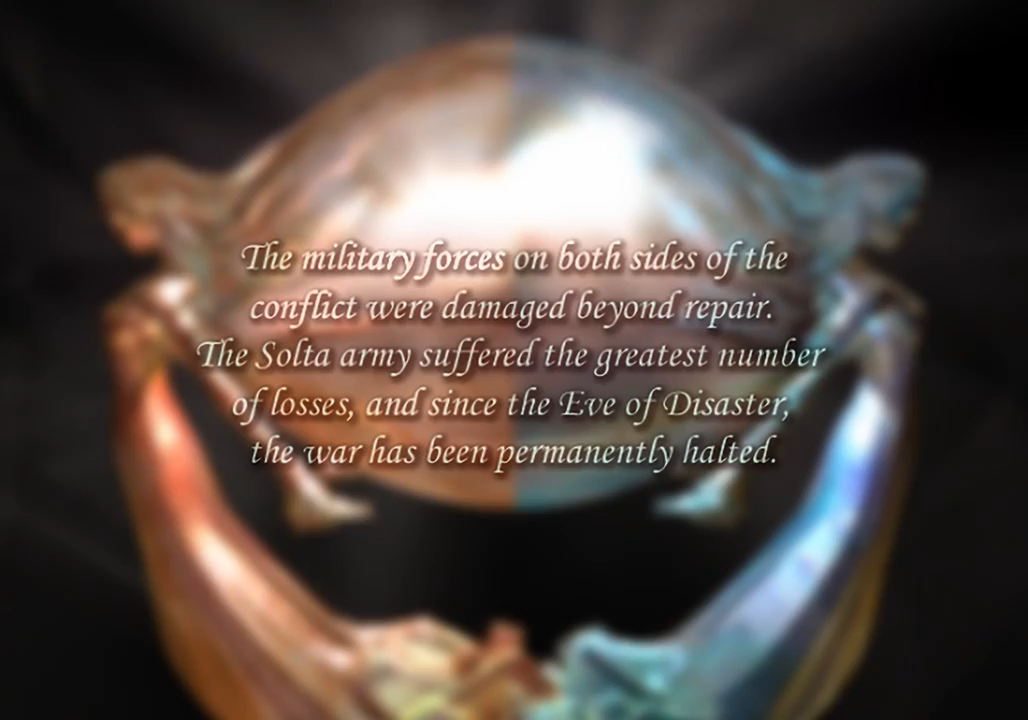 The military forces on both sides of the
conflict were damaged beyond repair.
The Solta army suffered the greatest number
of losses, and since the Eve of Disaster,
the war has been permanently halted.